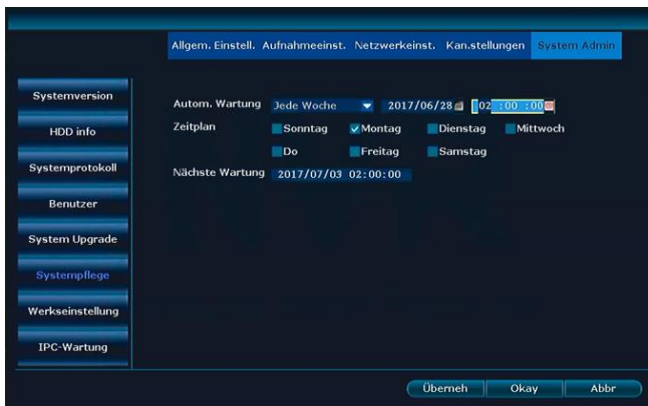 Allgem. Einstell. Aufnahmeeinst. Netzwerkeinst. Kan.stellungen System Admin
Systemversion
HDD info
Systemprotokoll
Benutzer
System Upgrade
Systempflege
Werkseinstellung
IPC-Wartung
Autom. Wartung Jede Woche 2017/06/28 02 :00 :00
Zeitplan Sonntag Montag Dienstag Mittwoch
Do Freitag Samstag
Nächste Wartung 2017/07/03 02:00:00
Überneh Okay Abbr